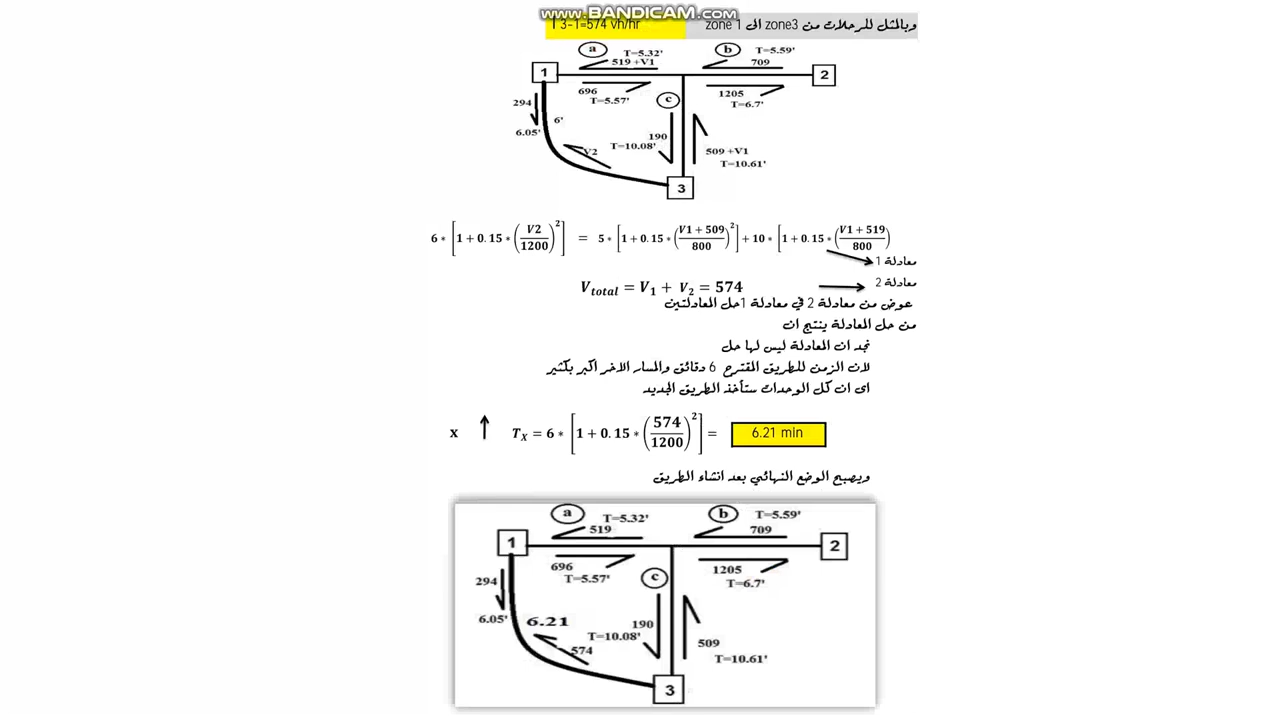 www.BANDICAM.com
وبالمثل للرحلات من zone3 الى zone 1
T 3-1=574 vh/hr
a T=5.32' b T=5.59'
519 +V1 709
1 2
696 1205
T=5.57' c T=6.7'
294
6' 190
6.05' T=10.08' 509 +V1
V2 T=10.61'
3
6 * [1 + 0.15 * (V2/1200)^2] = 5 * [1 + 0.15 * (V1 + 509/800)^2] + 10 * [1 + 0.15 * (V1 + 519/800)
معادلة 1
V_total = V_1 + V_2 = 574 معادلة 2
عوض من معادلة 2 في معادلة 1حل المعادلتين
من حل المعادلة ينتج ان
نجد ان المعادلة ليس لها حل
لان الزمن للطريق المقترح 6 دقائق والمسار الاخر اكبر بكثير
اى ان كل الوحدات ستأخذ الطريق الجديد
x ↑ T_X = 6 * [1 + 0.15 * (574/1200)^2] = 6.21 min
ويصبح الوضع النهائي بعد انشاء الطريق
a T=5.32' b T=5.59'
519 709
1 2
696 1205
T=5.57' c T=6.7'
294
6.05' 6.21 190
T=10.08' 509
574 T=10.61'
3